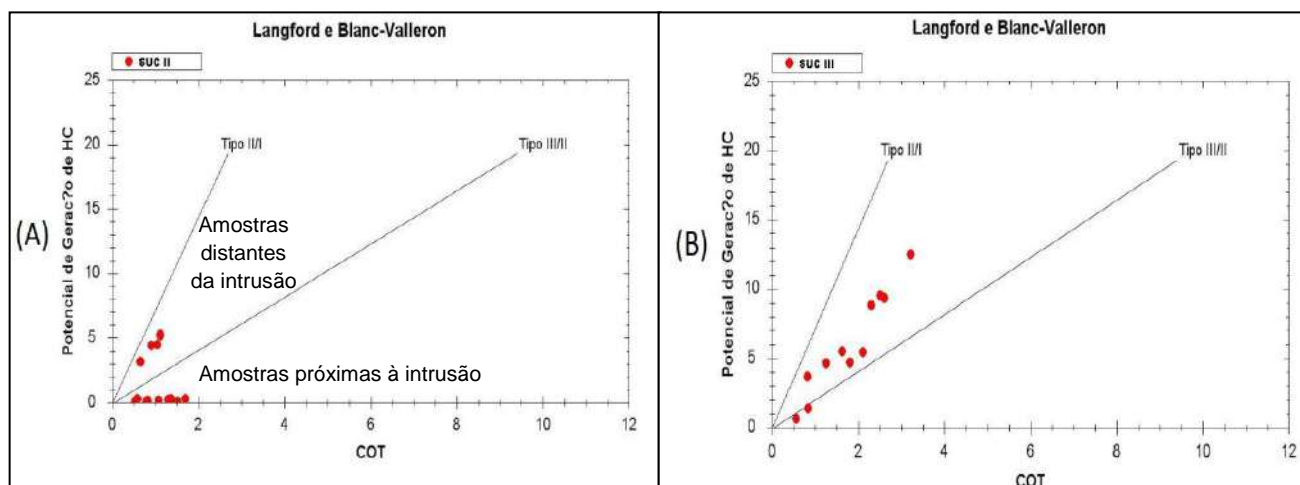 Langford e Blanc-Valleron
SUC II
25
20
15
10
5
0
Potencial de Gerac?o de HC
(A)
Tipo II/I
Tipo III/II
Amostras
distantes
da intrusão
Amostras próximas à intrusão
0 2 4 6 8 10 12
COT
Langford e Blanc-Valleron
SUC III
25
20
15
10
5
0
Potencial de Gerac?o de HC
(B)
Tipo II/I
Tipo III/II
0 2 4 6 8 10 12
COT